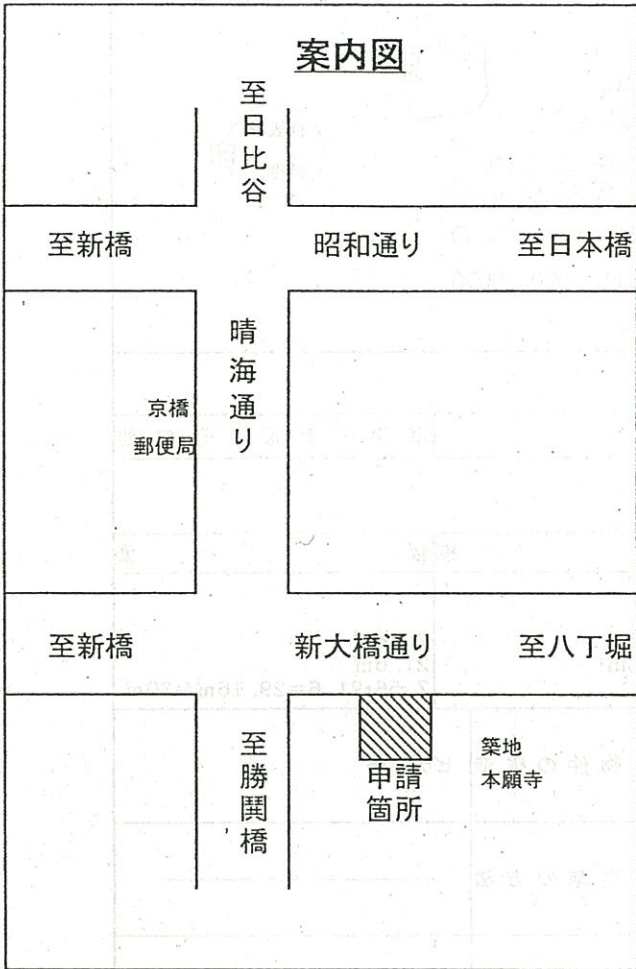 案内図
至日比谷
至新橋
昭和通り
至日本橋
晴海通り
京橋
郵便局
至新橋
新大橋通り
至八丁堀
至勝鬨橋
申請
箇所
築地
本願寺